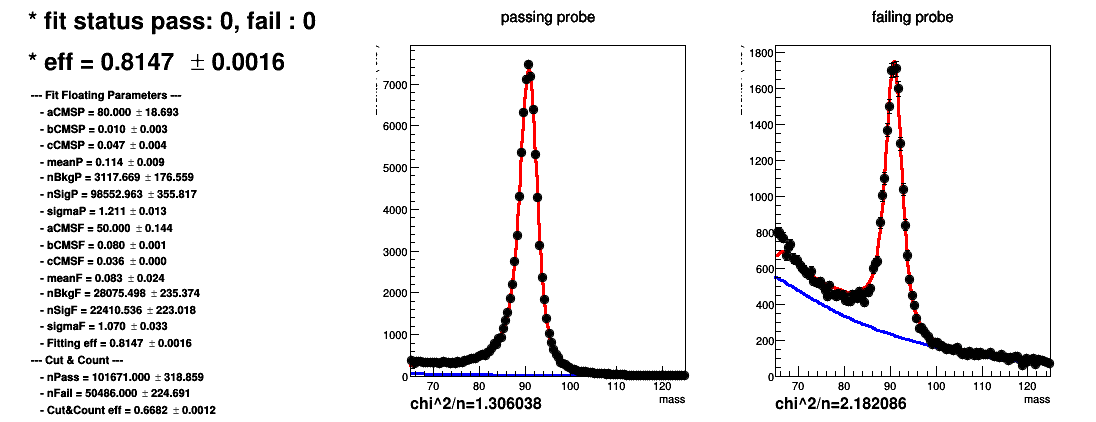 * fit status pass: 0, fail : 0
* eff = 0.8147 ± 0.0016
--- Fit Floating Parameters ---
- aCMSP = 80.000 ± 18.693
- bCMSP = 0.010 ± 0.003
- cCMSP = 0.047 ± 0.004
- meanP = 0.114 ± 0.009
- nBkgP = 3117.669 ± 176.559
- nSigP = 98552.963 ± 355.817
- sigmaP = 1.211 ± 0.013
- aCMSF = 50.000 ± 0.144
- bCMSF = 0.080 ± 0.001
- cCMSF = 0.036 ± 0.000
- meanF = 0.083 ± 0.024
- nBkgF = 28075.498 ± 235.374
- nSigF = 22410.536 ± 223.018
- sigmaF = 1.070 ± 0.033
- Fitting eff = 0.8147 ± 0.0016
--- Cut & Count ---
- nPass = 101671.000 ± 318.859
- nFail = 50486.000 ± 224.691
- Cut&Count eff = 0.6682 ± 0.0012
passing probe
7000
6000
5000
4000
3000
2000
1000
0
70 80 90 100 110 120
mass
chi^2/n=1.306038
failing probe
1800
1600
1400
1200
1000
800
600
400
200
0
70 80 90 100 110 120
mass
chi^2/n=2.182086